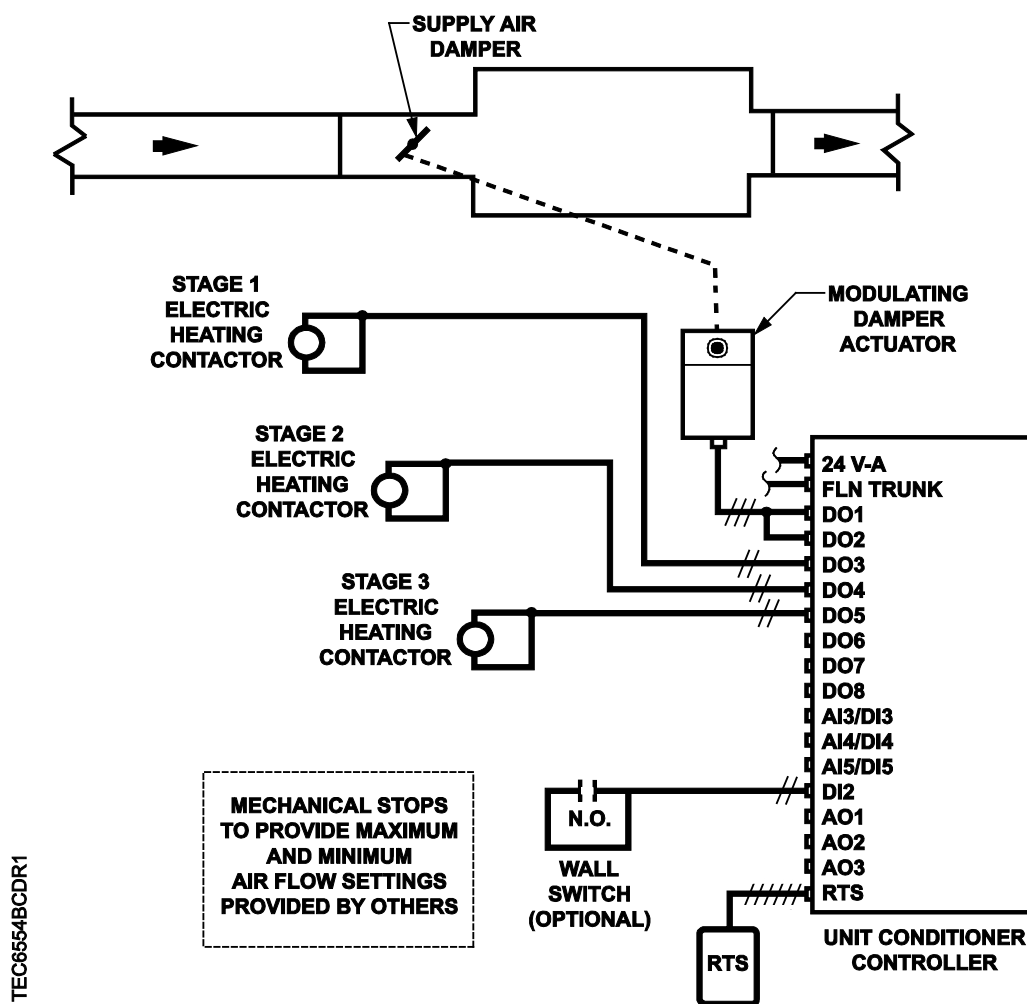 SUPPLY AIR
DAMPER
STAGE 1
ELECTRIC
HEATING
CONTACTOR
MODULATING
DAMPER
ACTUATOR
STAGE 2
ELECTRIC
HEATING
CONTACTOR
STAGE 3
ELECTRIC
HEATING
CONTACTOR
24 V-A
FLN TRUNK
DO1
DO2
DO3
DO4
DO5
DO6
DO7
DO8
AI3/DI3
AI4/DI4
AI5/DI5
DI2
AO1
AO2
AO3
RTS
MECHANICAL STOPS
TO PROVIDE MAXIMUM
AND MINIMUM
AIR FLOW SETTINGS
PROVIDED BY OTHERS
N.O.
WALL
SWITCH
(OPTIONAL)
RTS
UNIT CONDITIONER
CONTROLLER
TEC6554BCDR1